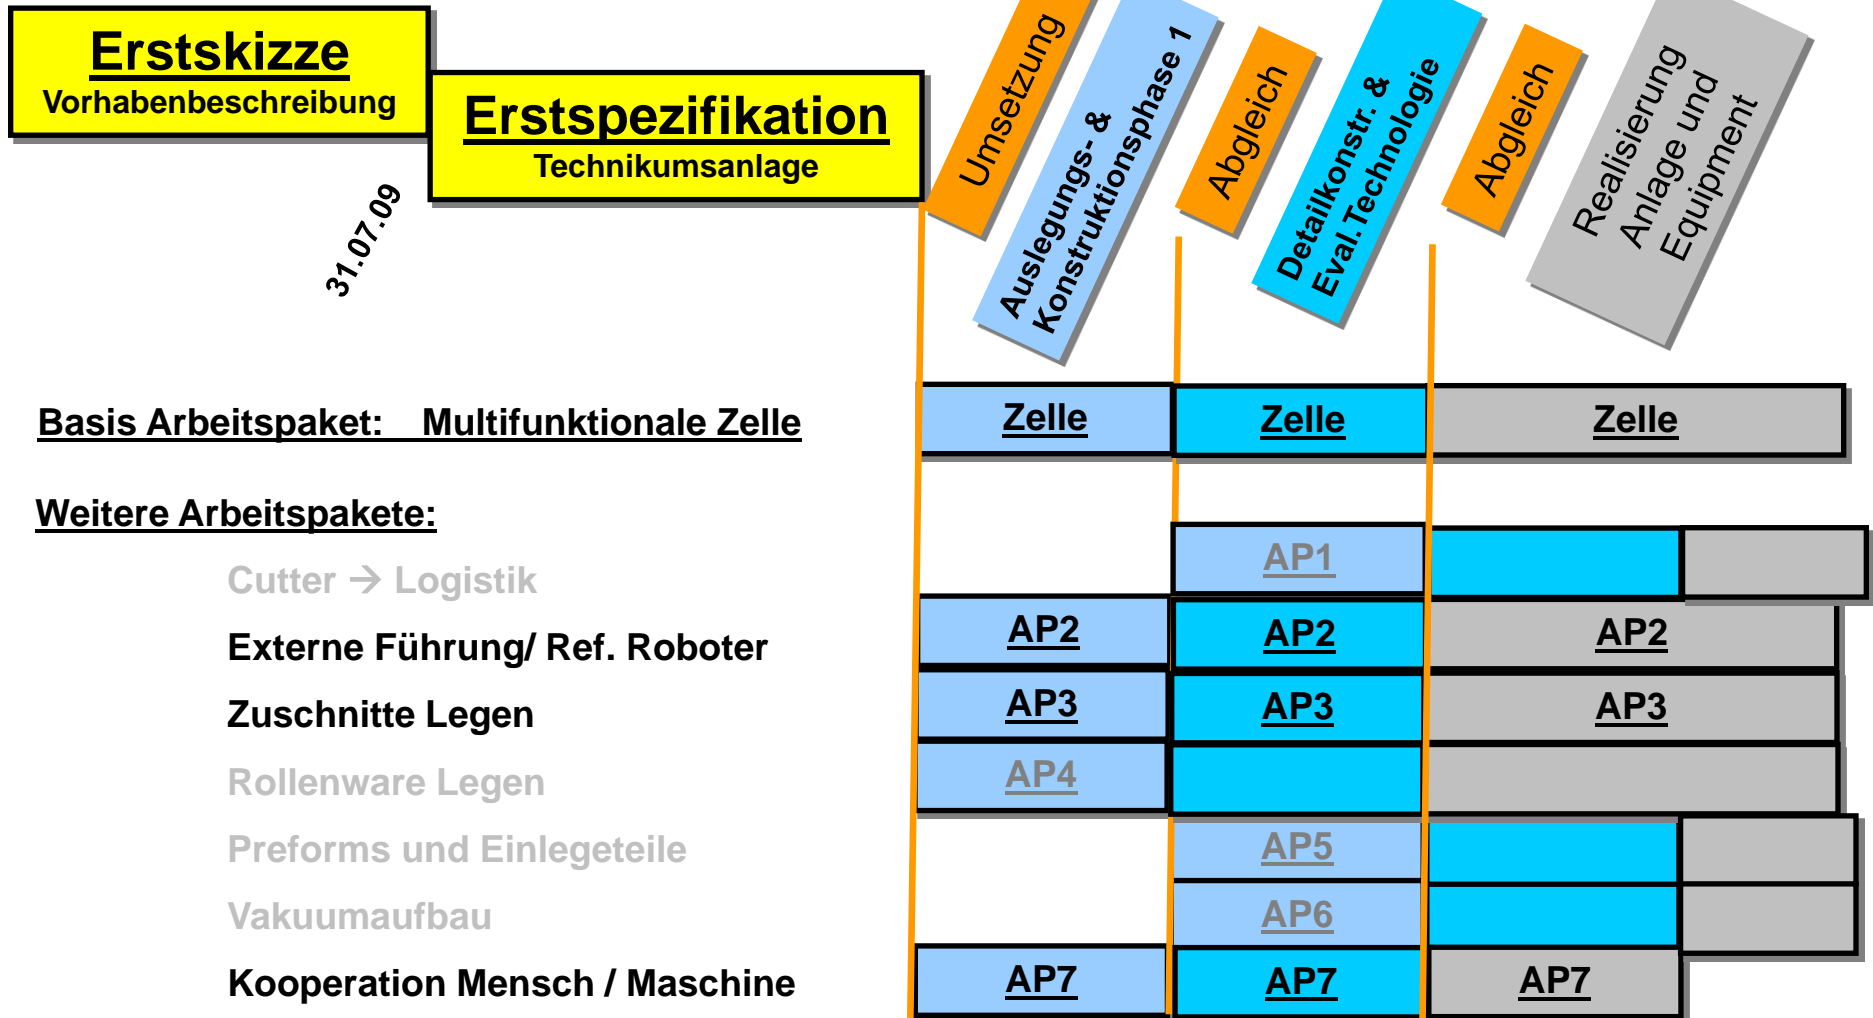 Erstskizze
Vorhabenbeschreibung
Erstspezifikation
Technikumsanlage
31.07.09
Umsetzung
Auslegungs- &
Konstruktionsphase 1
Abgleich
Detailkonstr. &
Eval.Technologie
Abgleich
Realisierung
Anlage und
Equipment
Basis Arbeitspaket: Multifunktionale Zelle
Zelle
Zelle
Zelle
Weitere Arbeitspakete:
Cutter → Logistik
AP1
Externe Führung/ Ref. Roboter
AP2
AP2
AP2
Zuschnitte Legen
AP3
AP3
AP3
Rollenware Legen
AP4
Preforms und Einlegeteile
AP5
Vakuumaufbau
AP6
Kooperation Mensch / Maschine
AP7
AP7
AP7